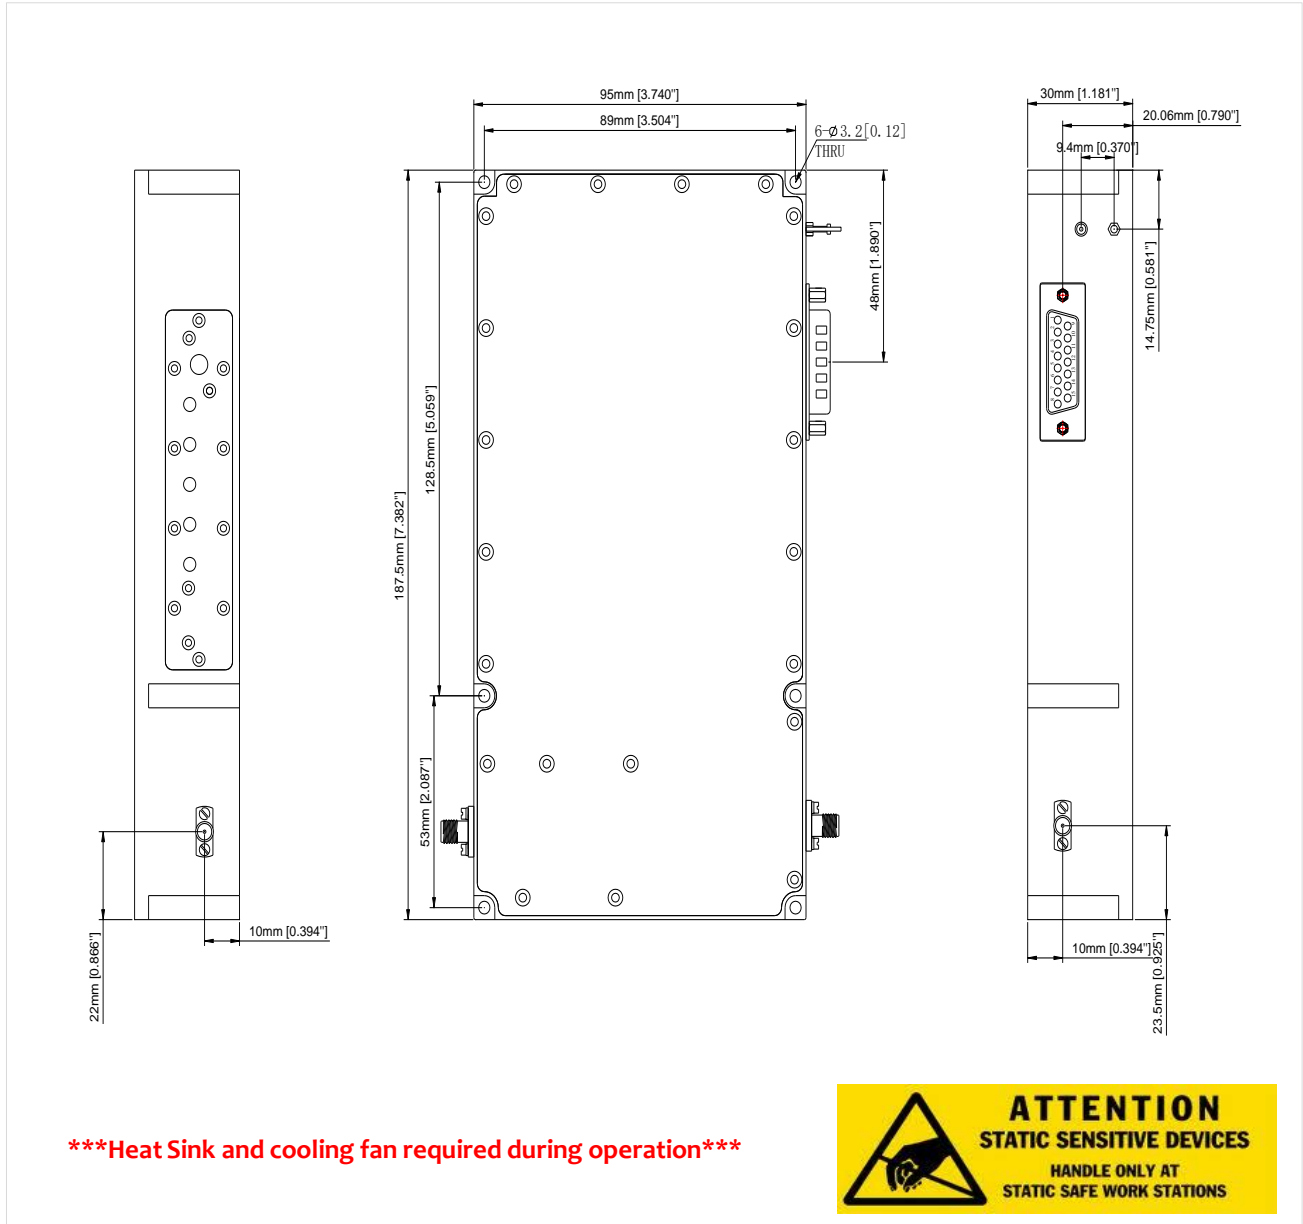 95mm [3.740"]
89mm [3.504"]
6-Ø3.2[0.12]
THRU
30mm [1.181"]
20.06mm [0.790"]
9.4mm [0.370"]
48mm [1.890"]
14.75mm [0.581"]
128.5mm [5.059"]
187.5mm [7.382"]
53mm [2.087"]
22mm [0.866"]
10mm [0.394"]
10mm [0.394"]
23.5mm [0.925"]
***Heat Sink and cooling fan required during operation***
ATTENTION
STATIC SENSITIVE DEVICES
HANDLE ONLY AT
STATIC SAFE WORK STATIONS